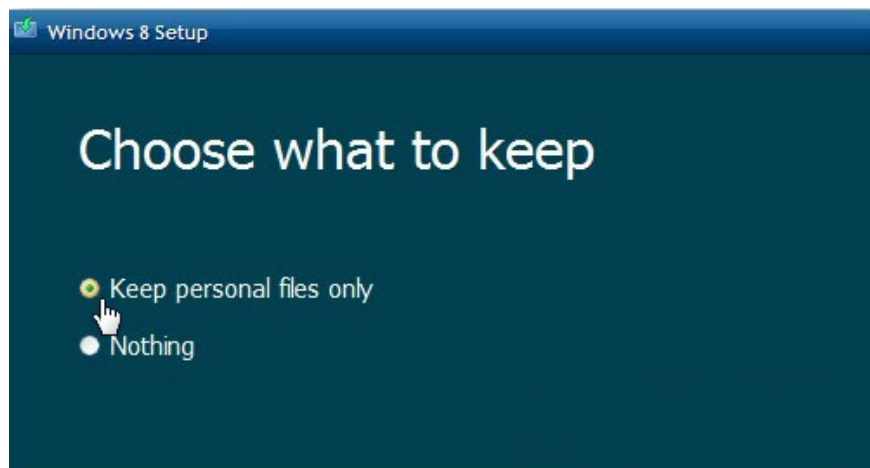 Windows 8 Setup
Choose what to keep
Keep personal files only
Nothing